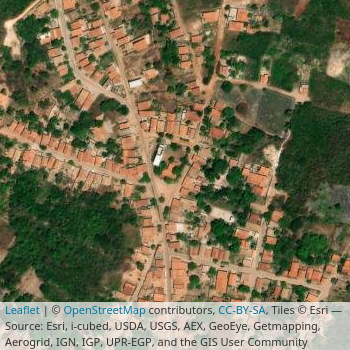 Leaflet | © OpenStreetMap contributors, CC-BY-SA, Tiles © Esri —
Source: Esri, i-cubed, USDA, USGS, AEX, GeoEye, Getmapping,
Aerogrid, IGN, IGP, UPR-EGP, and the GIS User Community